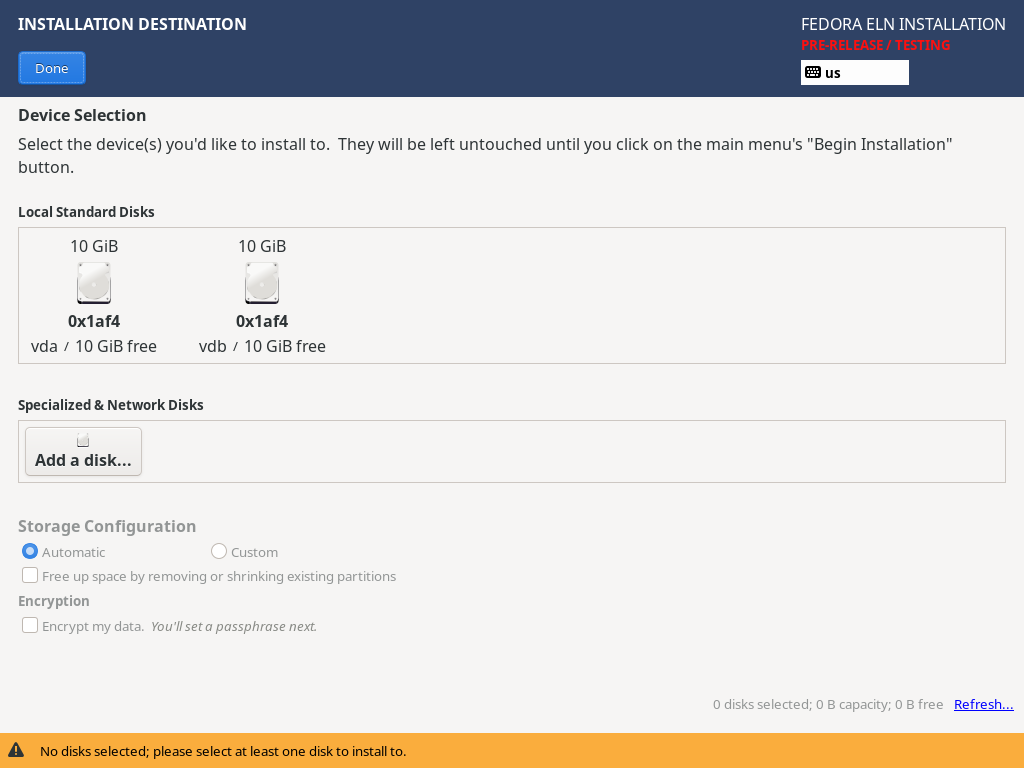 INSTALLATION DESTINATION
FEDORA ELN INSTALLATION
PRE-RELEASE / TESTING
Done
us
Device Selection
Select the device(s) you'd like to install to.  They will be left untouched until you click on the main menu's "Begin Installation"
button.
Local Standard Disks
10 GiB
0x1af4
vda / 10 GiB free
10 GiB
0x1af4
vdb / 10 GiB free
Specialized & Network Disks
Add a disk...
Storage Configuration
Automatic
Custom
Free up space by removing or shrinking existing partitions
Encryption
Encrypt my data.  You'll set a passphrase next.
0 disks selected; 0 B capacity; 0 B free
Refresh...
No disks selected; please select at least one disk to install to.